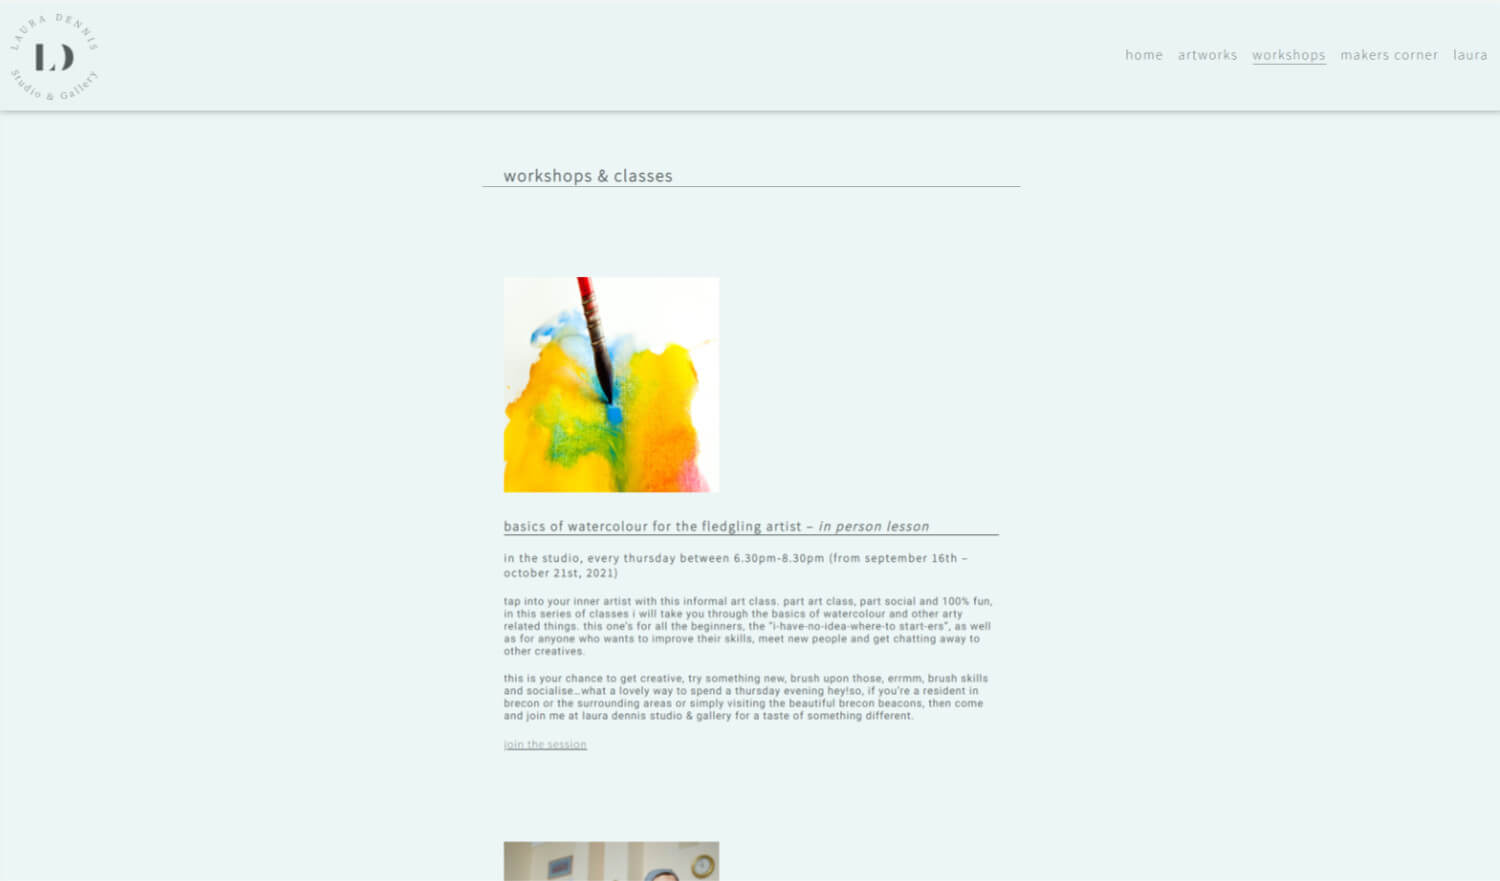 LAURA DENNIS
LD
Studio & Gallery
home artworks workshops makers corner laura
workshops & classes
basics of watercolour for the fledgling artist – in person lesson
in the studio, every thursday between 6.30pm-8.30pm (from september 16th –
october 21st, 2021)
tap into your inner artist with this informal art class. part art class, part social and 100% fun,
in this series of classes i will take you through the basics of watercolour and other arty
related things. this one's for all the beginners, the "i-have-no-idea-where-to start-ers", as well
as for anyone who wants to improve their skills, meet new people and get chatting away to
other creatives.
this is your chance to get creative, try something new, brush upon those, errmm, brush skills
and socialise…what a lovely way to spend a thursday evening hey!so, if you're a resident in
brecon or the surrounding areas or simply visiting the beautiful brecon beacons, then come
and join me at laura dennis studio & gallery for a taste of something different.
join the session